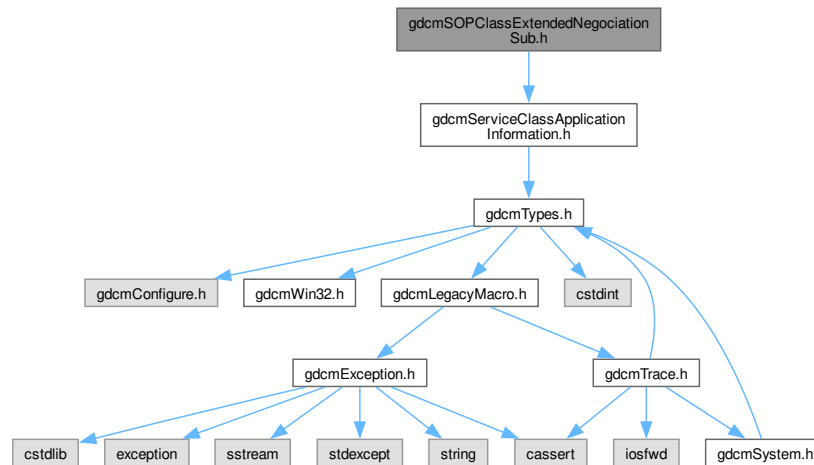 gdcmSOPClassExtendedNegociation
Sub.h
gdcmServiceClassApplication
Information.h
gdcmTypes.h
gdcmConfigure.h
gdcmWin32.h
gdcmLegacyMacro.h
cstdint
gdcmException.h
gdcmTrace.h
cstdlib
exception
sstream
stdexcept
string
cassert
iosfwd
gdcmSystem.h